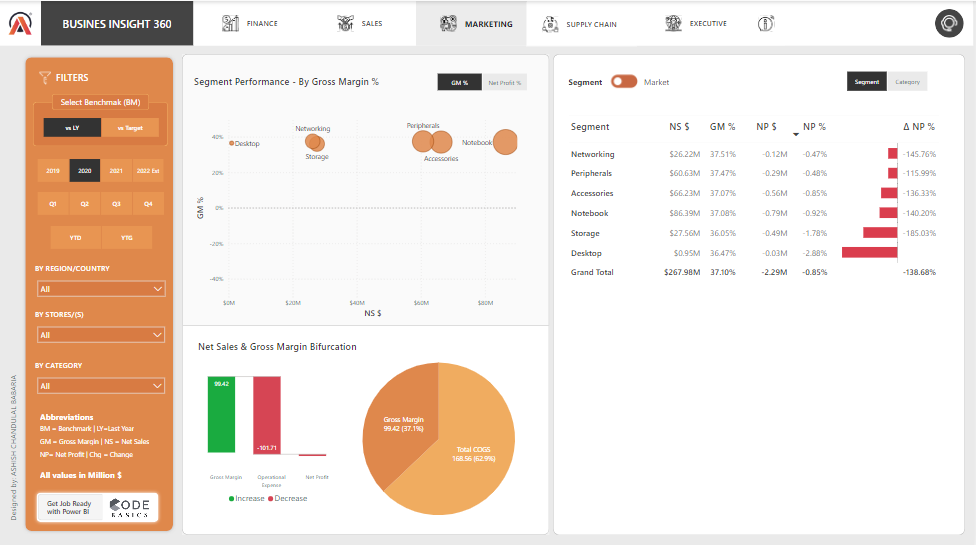 BUSINES INSIGHT 360
FINANCE
SALES
MARKETING
SUPPLY CHAIN
EXECUTIVE
FILTERS
Select Benchmak (BM)
vs LY
vs Target
2019
2020
2021
2022 Est
Q1
Q2
Q3
Q4
YTD
YTG
BY REGION/COUNTRY
All
BY STORES/(S)
All
BY CATEGORY
All
Abbreviations
BM = Benchmark | LY=Last Year
GM = Gross Margin | NS = Net Sales
NP= Net Profit | Chg = Change
All values in Million $
Get Job Ready
with Power BI
CODE
BASICS
Designed by: ASHISH CHANDULAL BABARIA
Segment Performance - By Gross Margin %
GM %
Net Profit %
GM %
40%
20%
0%
-20%
-40%
Desktop
Networking
Storage
Peripherals
Accessories
Notebook
$0M
$20M
$40M
$60M
$80M
NS $
Net Sales & Gross Margin Bifurcation
99.42
-101.71
Gross Margin
Operational
Expense
Net Profit
Increase
Decrease
Gross Margin
99.42 (37.1%)
Total COGS
168.56 (62.9%)
Segment
Market
Segment
Category
Segment NS $ GM % NP $ NP % Δ NP %
Networking $26.22M 37.51% -0.12M -0.47% -145.76%
Peripherals $60.63M 37.47% -0.29M -0.48% -115.99%
Accessories $66.23M 37.07% -0.56M -0.85% -136.33%
Notebook $86.39M 37.08% -0.79M -0.92% -140.20%
Storage $27.56M 36.05% -0.49M -1.78% -185.03%
Desktop $0.95M 36.47% -0.03M -2.88%
Grand Total $267.98M 37.10% -2.29M -0.85% -138.68%